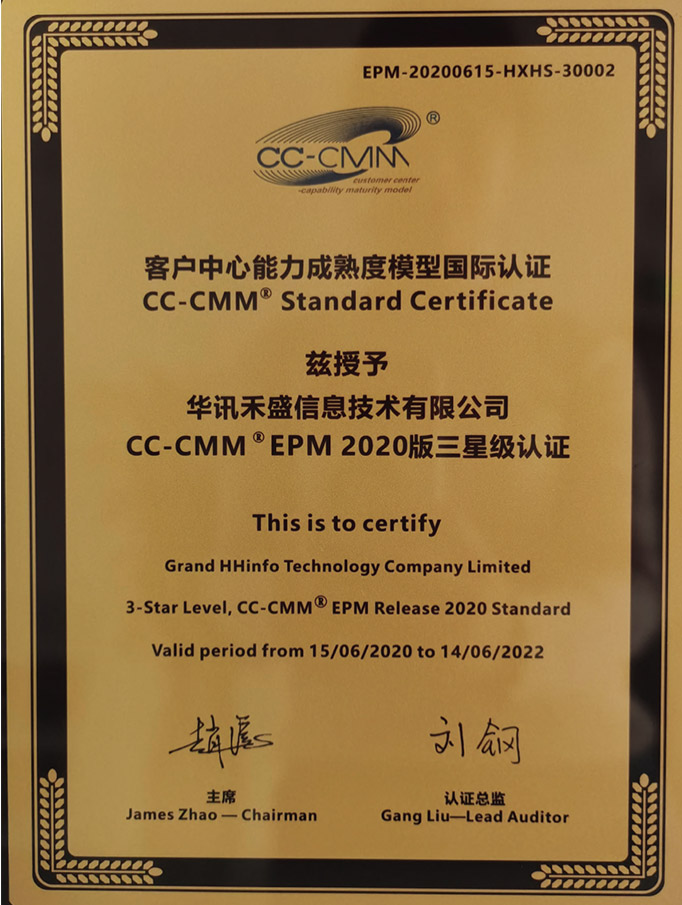 EPM-20200615-HXHS-30002
CC-CMM®
customer center
-capability maturity model
客户中心能力成熟度模型国际认证
CC-CMM® Standard Certificate
兹授予
华讯禾盛信息技术有限公司
CC-CMM® EPM 2020版三星级认证
This is to certify
Grand HHinfo Technology Company Limited
3-Star Level, CC-CMM® EPM Release 2020 Standard
Valid period from 15/06/2020 to 14/06/2022
刘钢
主席
James Zhao — Chairman
认证总监
Gang Liu—Lead Auditor